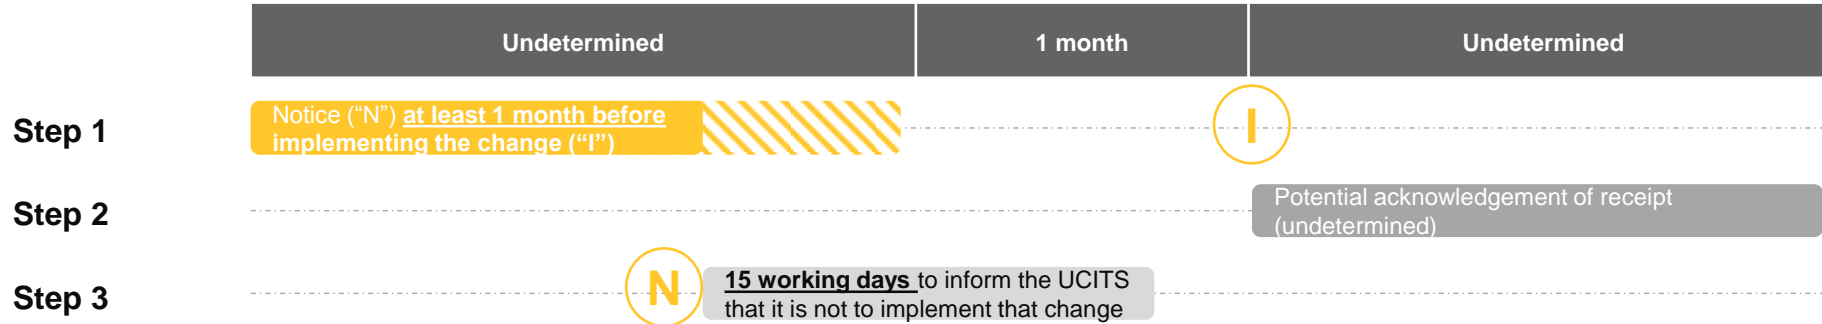 Undetermined 1 month Undetermined
Step 1
Notice (“N”) at least 1 month before
implementing the change (“I”)
I
Step 2
Potential acknowledgement of receipt
(undetermined)
Step 3
N
15 working days to inform the UCITS
that it is not to implement that change